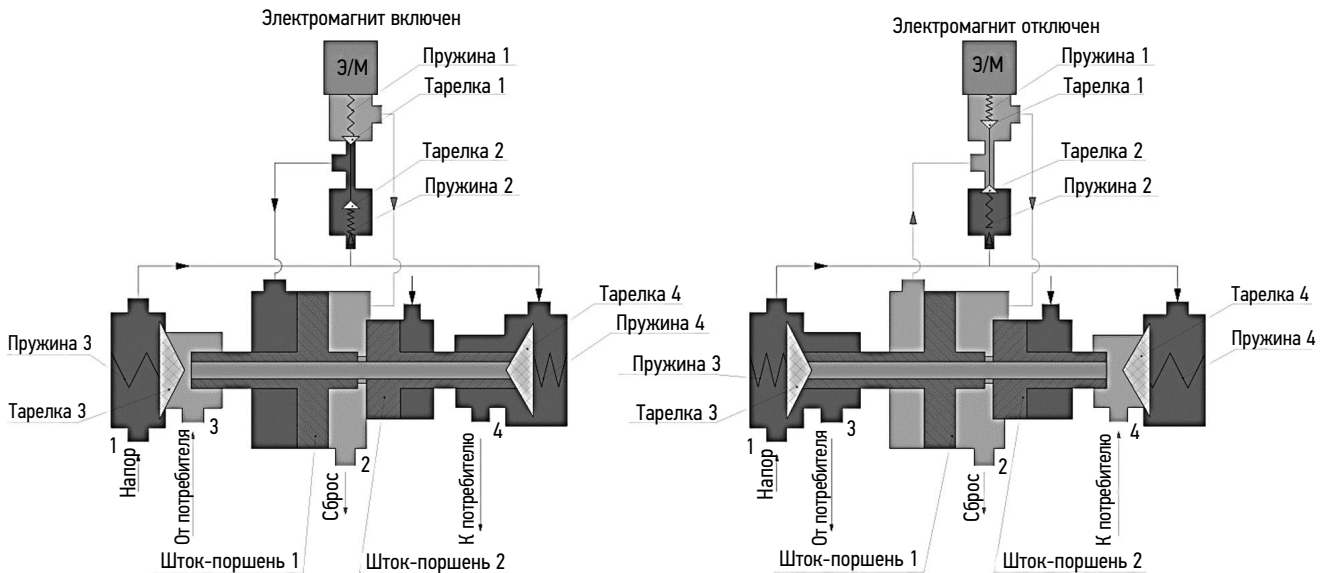 Электромагнит включен
Э/М
Пружина 1
Тарелка 1
Тарелка 2
Пружина 2
Тарелка 4
Пружина 4
Пружина 3
Тарелка 3
1
Напор
От потребителя
3
2
Сброс
4
К потребителю
Шток-поршень 1
Шток-поршень 2
Электромагнит отключен
Э/М
Пружина 1
Тарелка 1
Тарелка 2
Пружина 2
Тарелка 4
Пружина 4
Пружина 3
Тарелка 3
1
Напор
От потребителя
3
2
Сброс
4
К потребителю
Шток-поршень 1
Шток-поршень 2